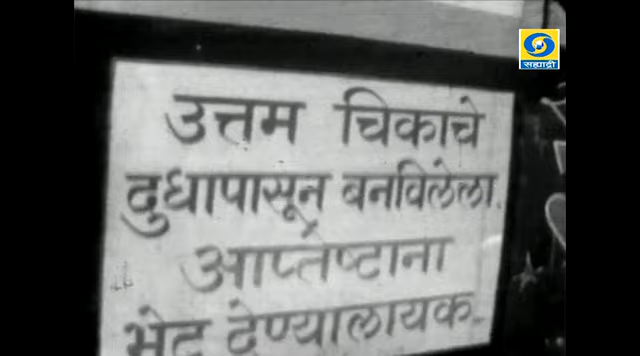 सह्याद्री
उत्तम चिकाचे
दुधापासून बनविलेला.
आप्तेष्टाना
भेट देण्यालायक.